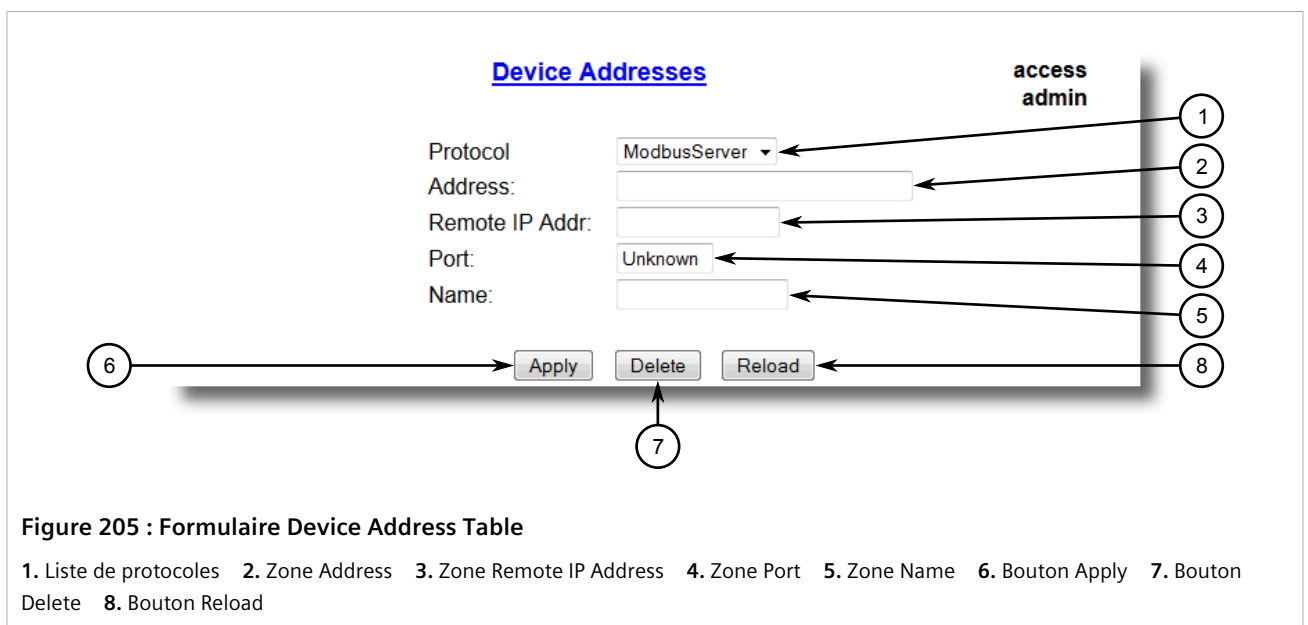 Device Addresses
access
admin
1
Protocol
ModbusServer
2
Address:
3
Remote IP Addr:
4
Port:
Unknown
5
Name:
6
Apply
Delete
Reload
8
7
Figure 205 : Formulaire Device Address Table
1. Liste de protocoles 2. Zone Address 3. Zone Remote IP Address 4. Zone Port 5. Zone Name 6. Bouton Apply 7. Bouton
Delete 8. Bouton Reload